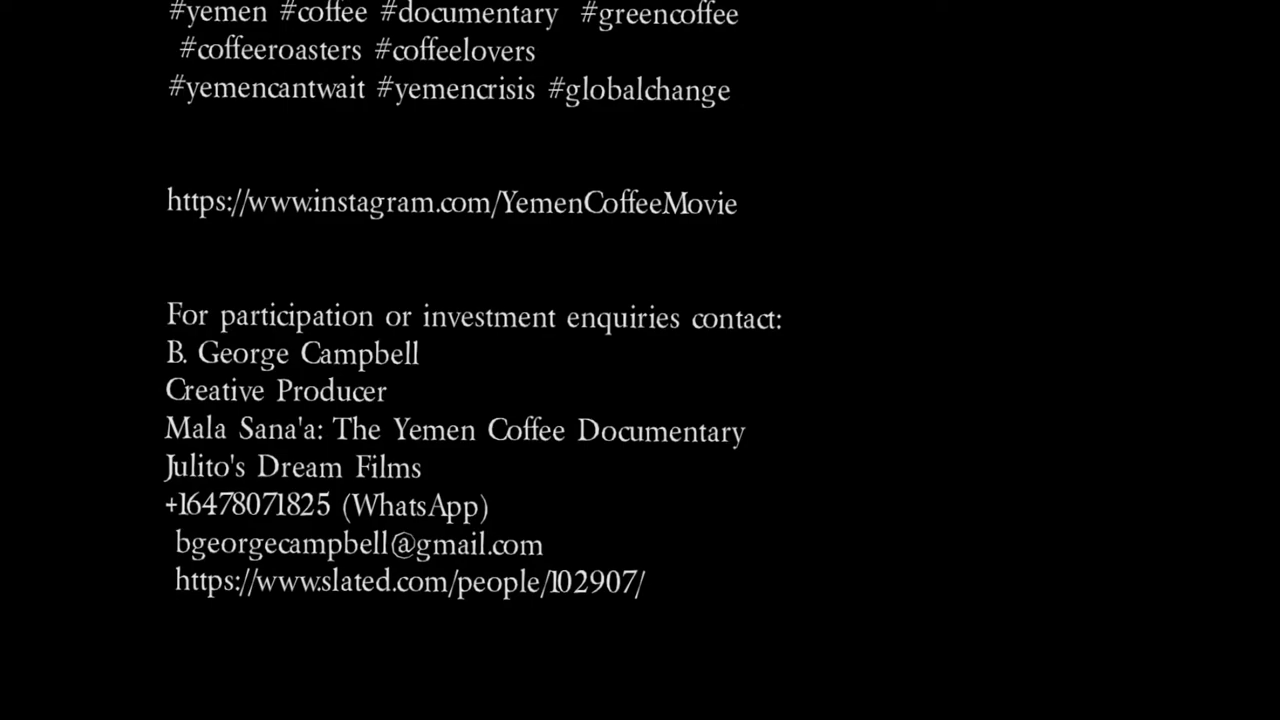 #yemen #coffee #documentary #greencoffee
#coffeeroasters #coffeelovers
#yemencantwait #yemencrisis #globalchange
https://www.instagram.com/YemenCoffeeMovie
For participation or investment enquiries contact:
B. George Campbell
Creative Producer
Mala Sana'a: The Yemen Coffee Documentary
Julito's Dream Films
+16478071825 (WhatsApp)
bgeorgecampbell@gmail.com
https://www.slated.com/people/102907/